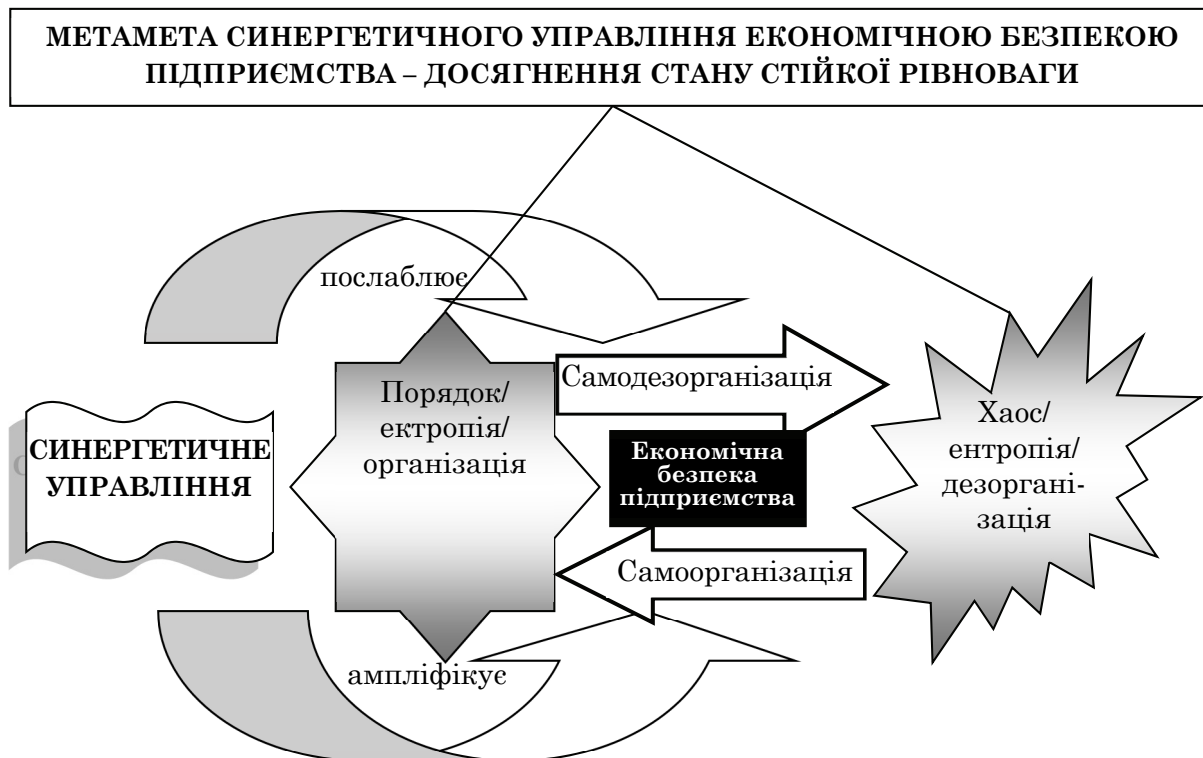 МЕТАМЕТА СИНЕРГЕТИЧНОГО УПРАВЛІННЯ ЕКОНОМІЧНОЮ БЕЗПЕКОЮ
ПІДПРИЄМСТВА – ДОСЯГНЕННЯ СТАНУ СТІЙКОЇ РІВНОВАГИ
послаблює
СИНЕРГЕТИЧНЕ
УПРАВЛІННЯ
Порядок/
ектропія/
організація
Самодезорганізація
Економічна
безпека
підприємства
Самоорганізація
Хаос/
ентропія/
дезоргані-
зація
ампліфікує